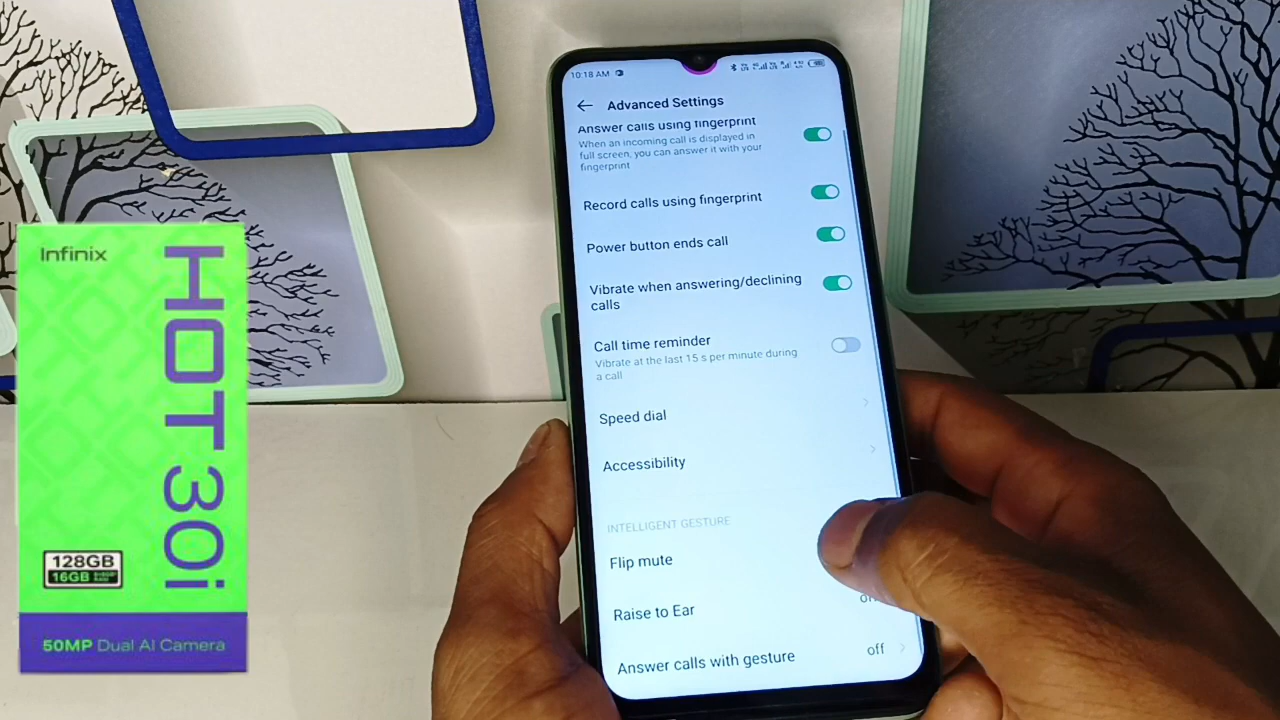 Infinix
HOT 30i
128GB
16GB
50MP Dual AI Camera
10:18 AM
Advanced Settings
Answer calls using fingerprint
When an incoming call is displayed in
full screen, you can answer it with your
fingerprint
Record calls using fingerprint
Power button ends call
Vibrate when answering/declining
calls
Call time reminder
Vibrate at the last 15 s per minute during
a call
Speed dial
Accessibility
INTELLIGENT GESTURE
Flip mute
Raise to Ear
Answer calls with gesture
off